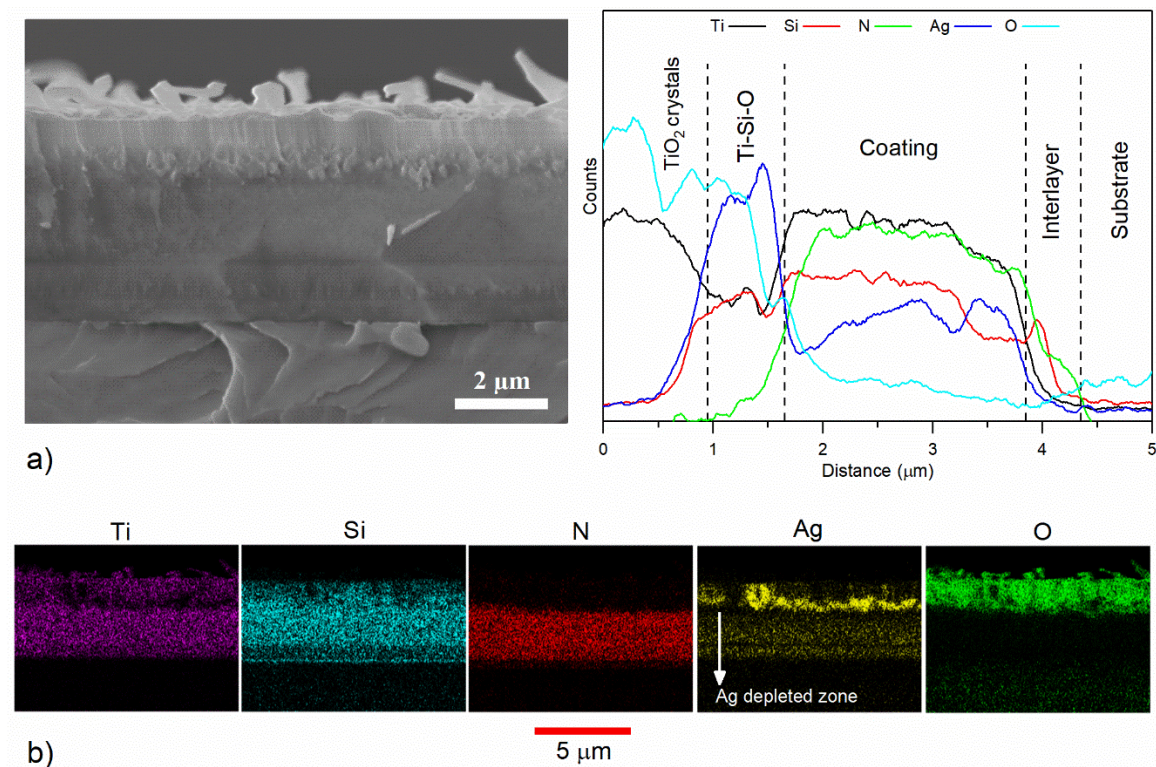 Ti Si N Ag O
TiO2 crystals
Ti-Si-O
Coating
Interlayer
Substrate
Counts
2 μm
0 1 2 3 4 5
Distance (μm)
a)
Ti Si N Ag O
Ag depleted zone
5 μm
b)